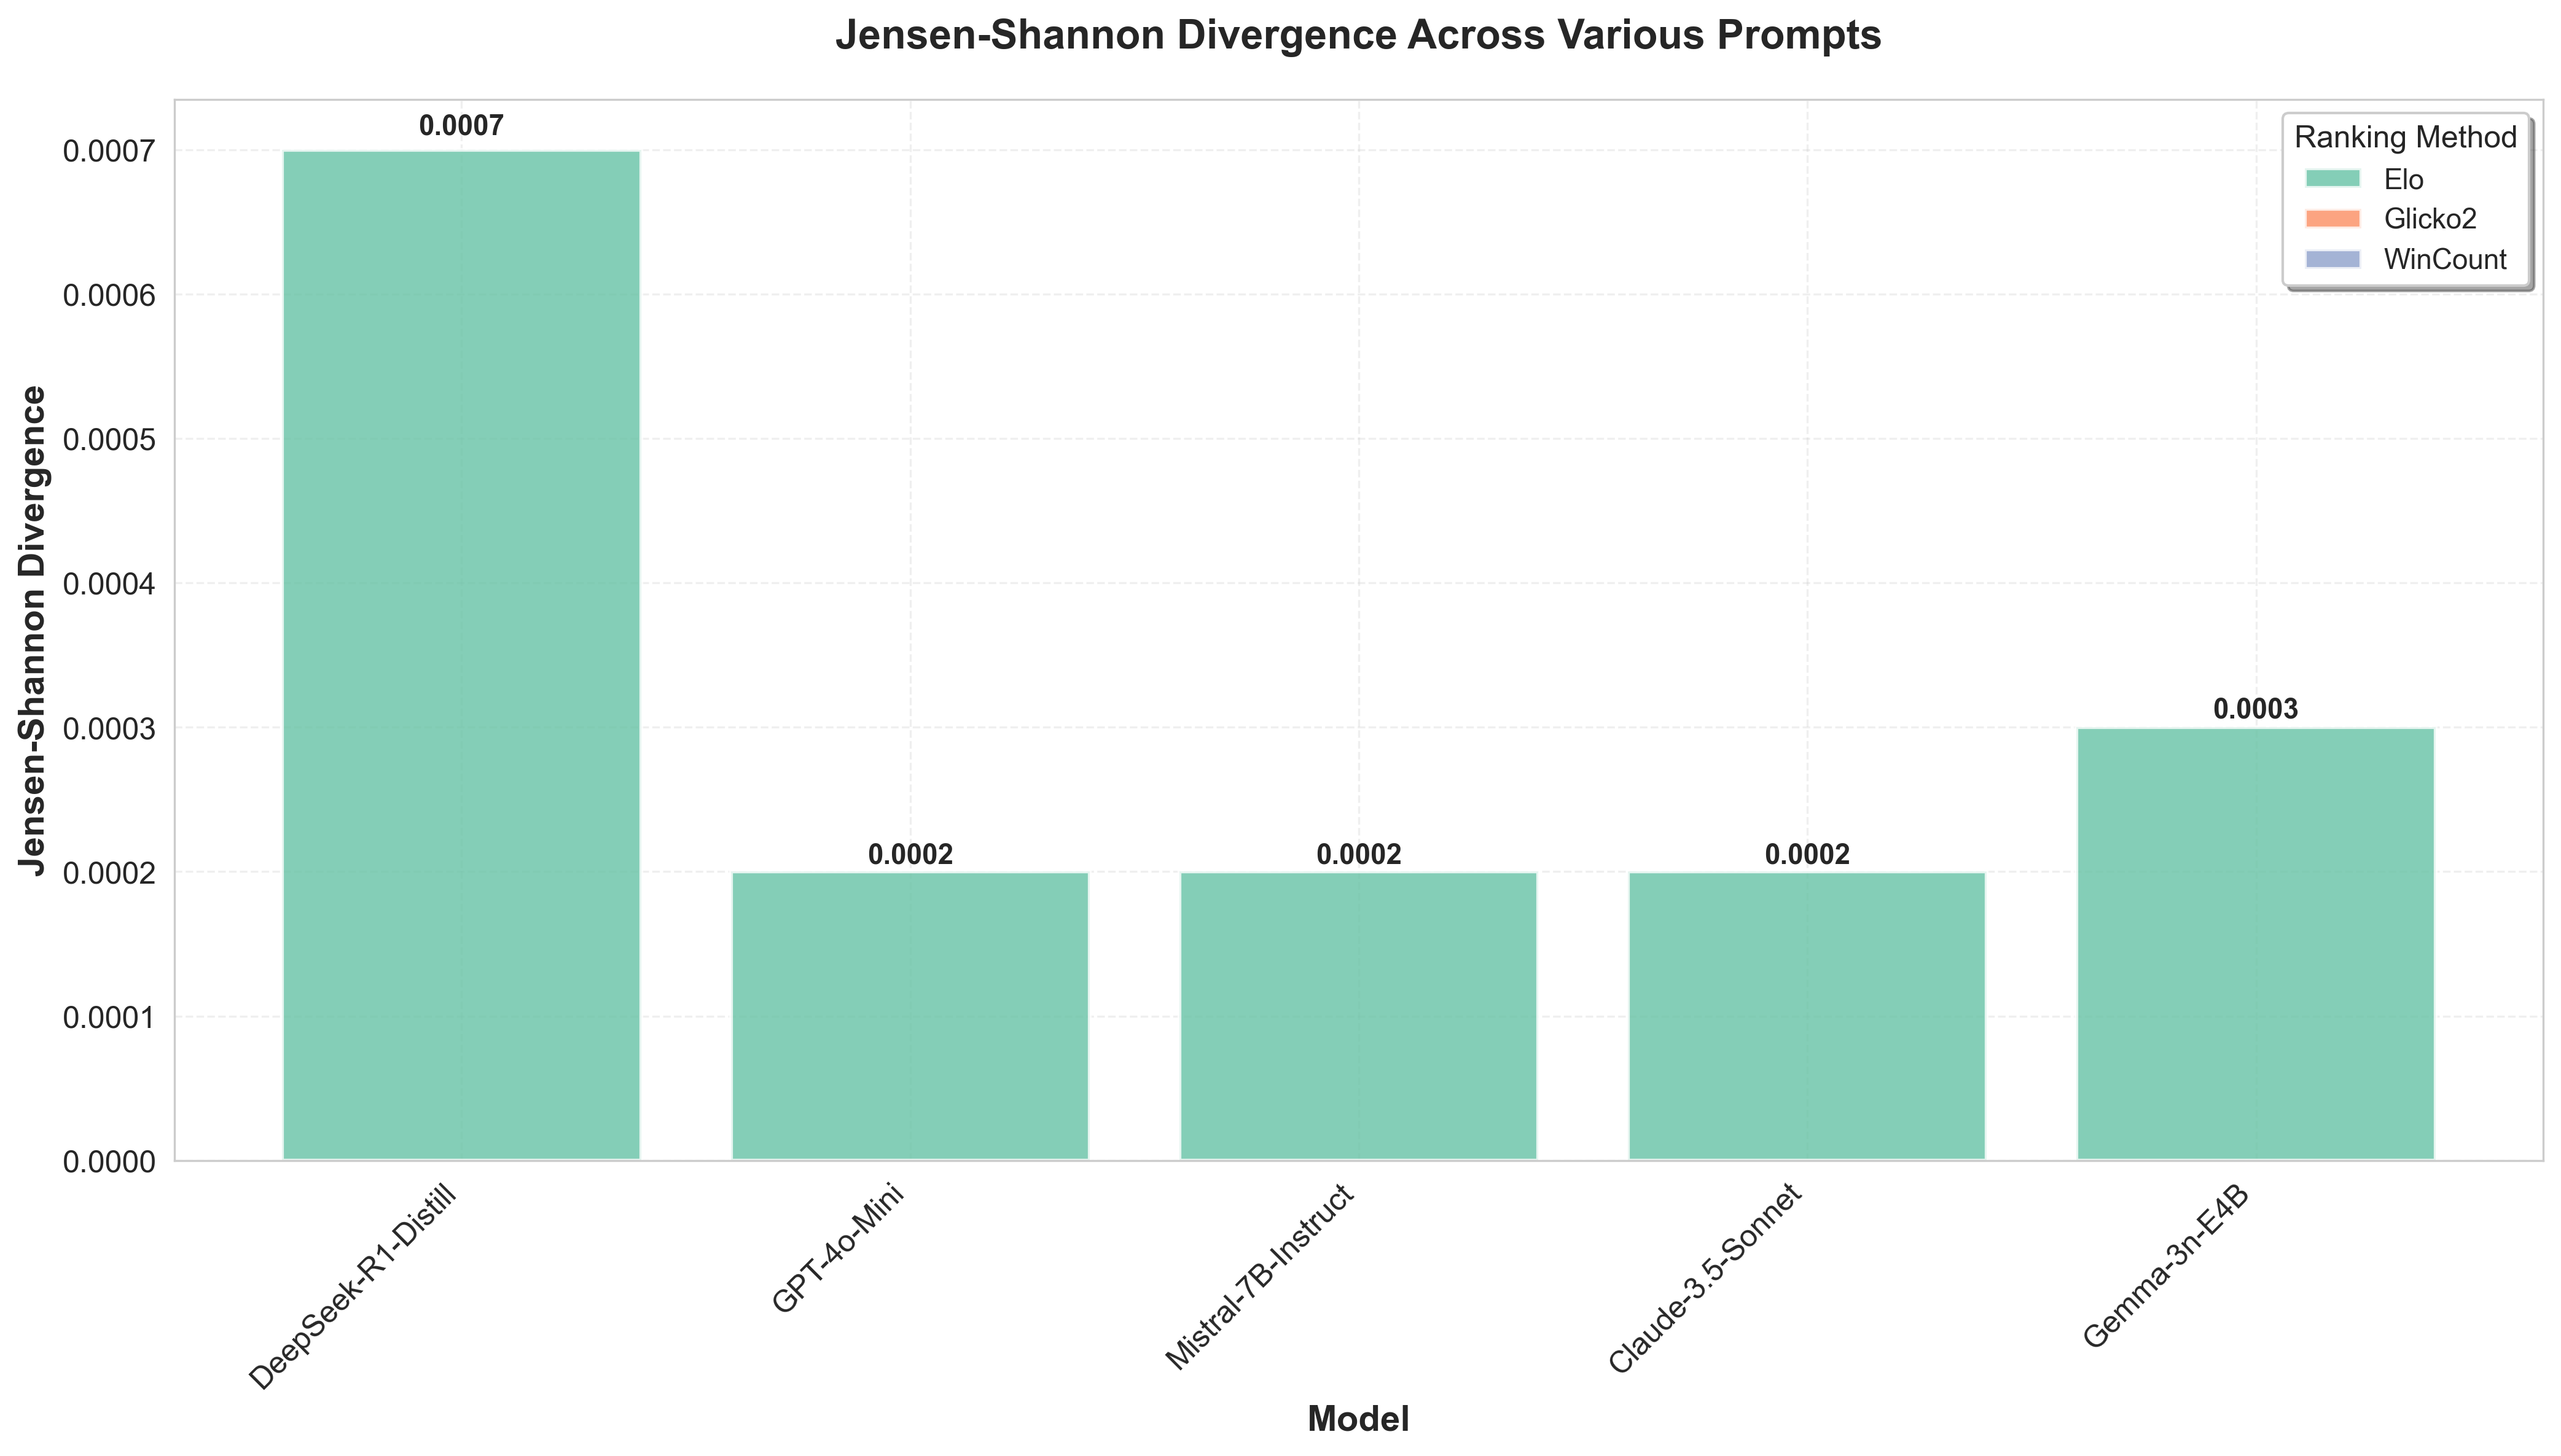 Jensen-Shannon Divergence Across Various Prompts
Ranking Method
Elo
Glicko2
WinCount
Jensen-Shannon Divergence
0.0007
0.0006
0.0005
0.0004
0.0003
0.0002
0.0001
0.0000
0.0007
0.0002
0.0002
0.0002
0.0003
DeepSeek-R1-Distill
GPT-4o-Mini
Mistral-7B-Instruct
Claude-3.5-Sonnet
Gemma-3n-E4B
Model